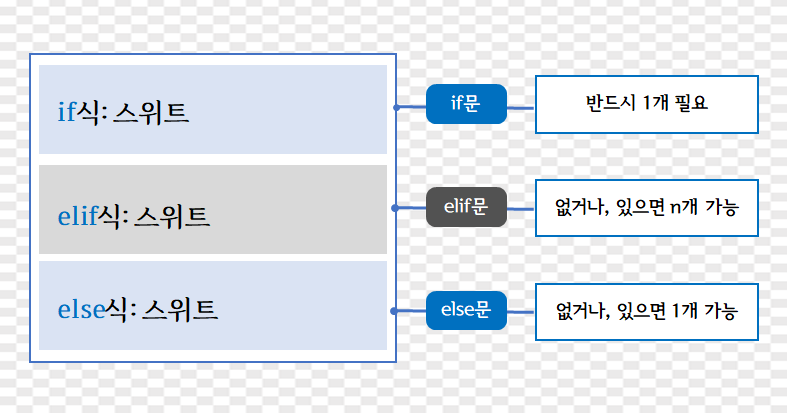 if식: 스위트
if문
반드시 1개 필요
elif식: 스위트
elif문
없거나, 있으면 n개 가능
else식: 스위트
else문
없거나, 있으면 1개 가능